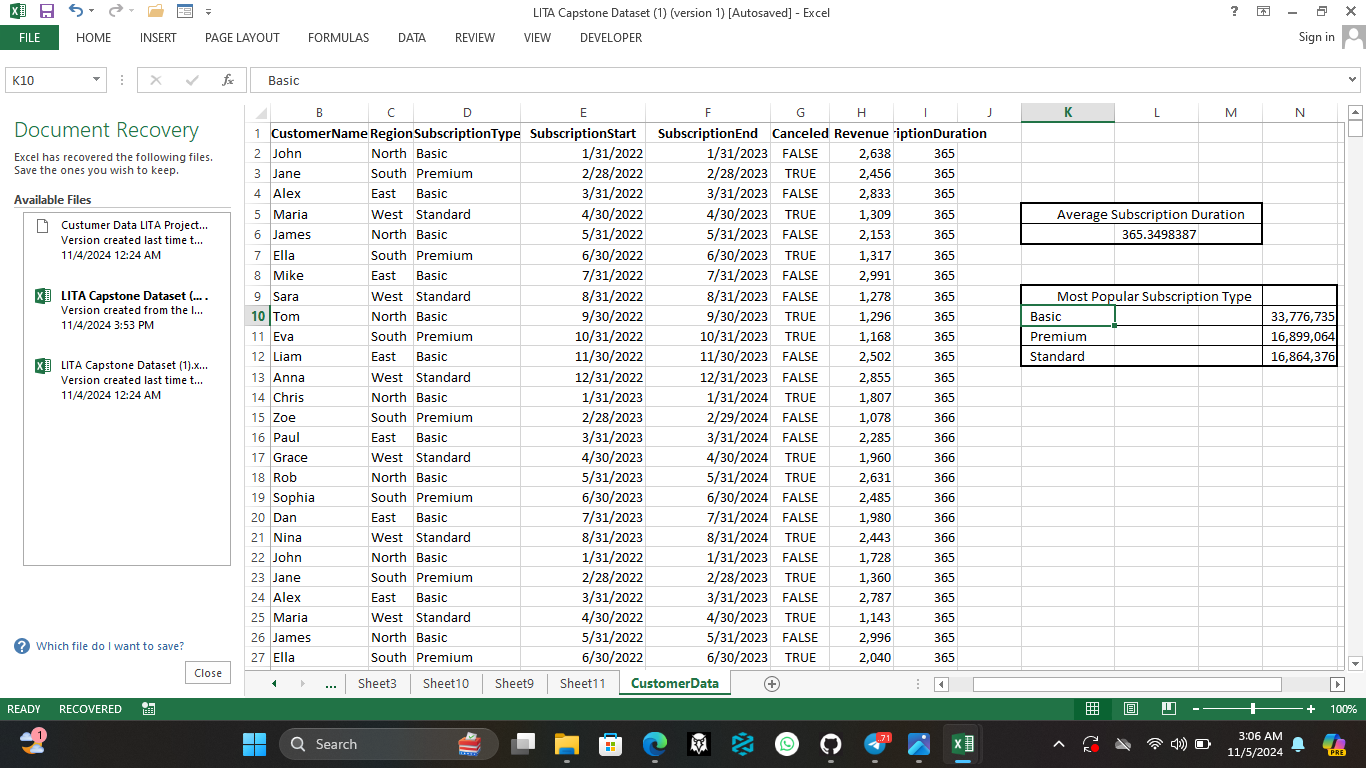 LITA Capstone Dataset (1) (version 1) [Autosaved] - Excel
FILE HOME INSERT PAGE LAYOUT FORMULAS DATA REVIEW VIEW DEVELOPER Sign in
K10 fx Basic
Document Recovery
Excel has recovered the following files.
Save the ones you wish to keep.
Available Files
Custumer Data LITA Project...
Version created last time t...
11/4/2024 12:24 AM
LITA Capstone Dataset (... .
Version created from the l...
11/4/2024 3:53 PM
LITA Capstone Dataset (1).x...
Version created last time t...
11/4/2024 12:24 AM
Which file do I want to save?
Close
B C D E F G H I J K L M N
1 CustomerName Region SubscriptionType SubscriptionStart SubscriptionEnd Canceled Revenue riptionDuration
2 John North Basic 1/31/2022 1/31/2023 FALSE 2,638 365
3 Jane South Premium 2/28/2022 2/28/2023 TRUE 2,456 365
4 Alex East Basic 3/31/2022 3/31/2023 FALSE 2,833 365
5 Maria West Standard 4/30/2022 4/30/2023 TRUE 1,309 365 Average Subscription Duration
6 James North Basic 5/31/2022 5/31/2023 FALSE 2,153 365 365.3498387
7 Ella South Premium 6/30/2022 6/30/2023 TRUE 1,317 365
8 Mike East Basic 7/31/2022 7/31/2023 FALSE 2,991 365
9 Sara West Standard 8/31/2022 8/31/2023 FALSE 1,278 365 Most Popular Subscription Type
10 Tom North Basic 9/30/2022 9/30/2023 TRUE 1,296 365 Basic 33,776,735
11 Eva South Premium 10/31/2022 10/31/2023 TRUE 1,168 365 Premium 16,899,064
12 Liam East Basic 11/30/2022 11/30/2023 FALSE 2,502 365 Standard 16,864,376
13 Anna West Standard 12/31/2022 12/31/2023 FALSE 2,855 365
14 Chris North Basic 1/31/2023 1/31/2024 TRUE 1,807 365
15 Zoe South Premium 2/28/2023 2/29/2024 FALSE 1,078 366
16 Paul East Basic 3/31/2023 3/31/2024 FALSE 2,285 366
17 Grace West Standard 4/30/2023 4/30/2024 TRUE 1,960 366
18 Rob North Basic 5/31/2023 5/31/2024 TRUE 2,631 366
19 Sophia South Premium 6/30/2023 6/30/2024 FALSE 2,485 366
20 Dan East Basic 7/31/2023 7/31/2024 FALSE 1,980 366
21 Nina West Standard 8/31/2023 8/31/2024 TRUE 2,443 366
22 John North Basic 1/31/2022 1/31/2023 FALSE 1,728 365
23 Jane South Premium 2/28/2022 2/28/2023 TRUE 1,360 365
24 Alex East Basic 3/31/2022 3/31/2023 FALSE 2,787 365
25 Maria West Standard 4/30/2022 4/30/2023 TRUE 1,143 365
26 James North Basic 5/31/2022 5/31/2023 FALSE 2,996 365
27 Ella South Premium 6/30/2022 6/30/2023 TRUE 2,040 365
... Sheet3 Sheet10 Sheet9 Sheet11 CustomerData
READY RECOVERED 100%
1 Search 71 3:06 AM PRE
11/5/2024